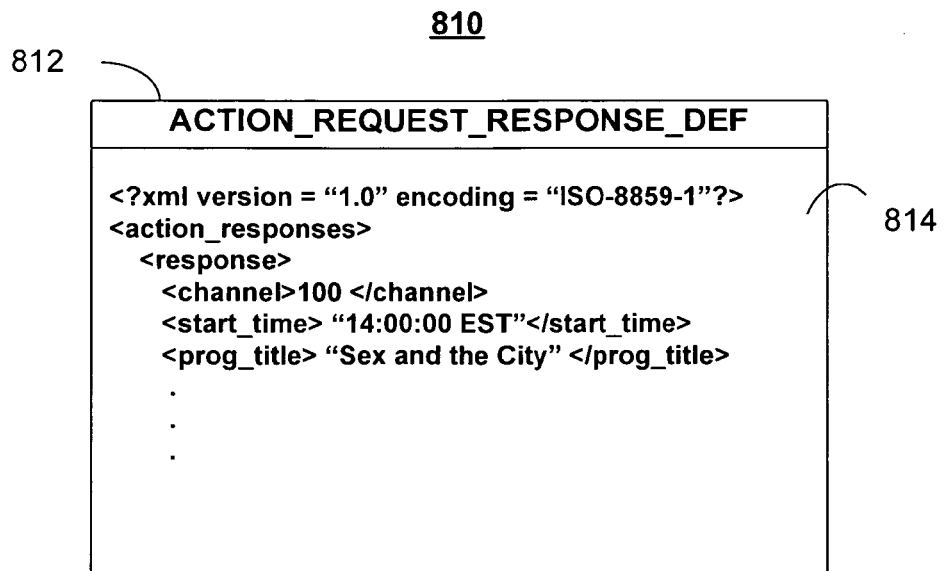 810
812
ACTION_REQUEST_RESPONSE_DEF
<?xml version = “1.0” encoding = “ISO-8859-1”?>
814
<action_responses>
<response>
<channel>100 </channel>
<start_time> “14:00:00 EST”</start_time>
<prog_title> “Sex and the City” </prog_title>
.
.
.